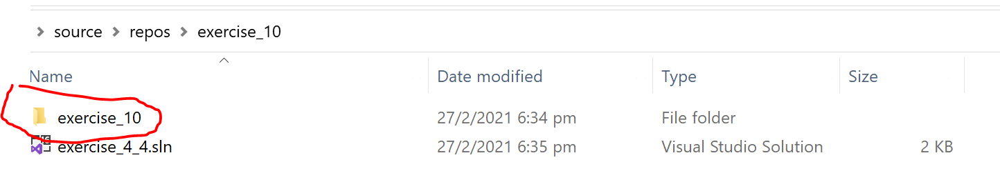 source repos exercise_10
Name Date modified Type Size
exercise_10 27/2/2021 6:34 pm File folder
exercise_4_4.sln 27/2/2021 6:35 pm Visual Studio Solution 2 KB